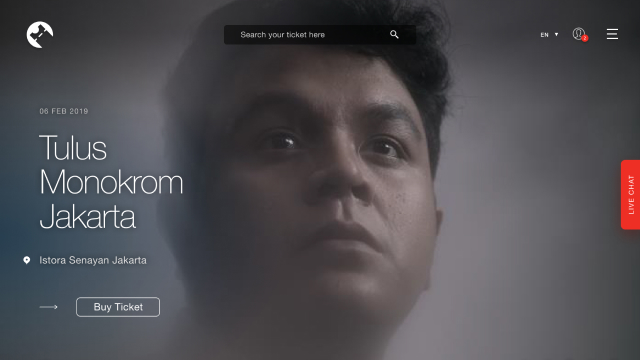 Search your ticket here
EN
06 FEB 2019
Tulus
Monokrom
Jakarta
LIVE CHAT
Istora Senayan Jakarta
Buy Ticket